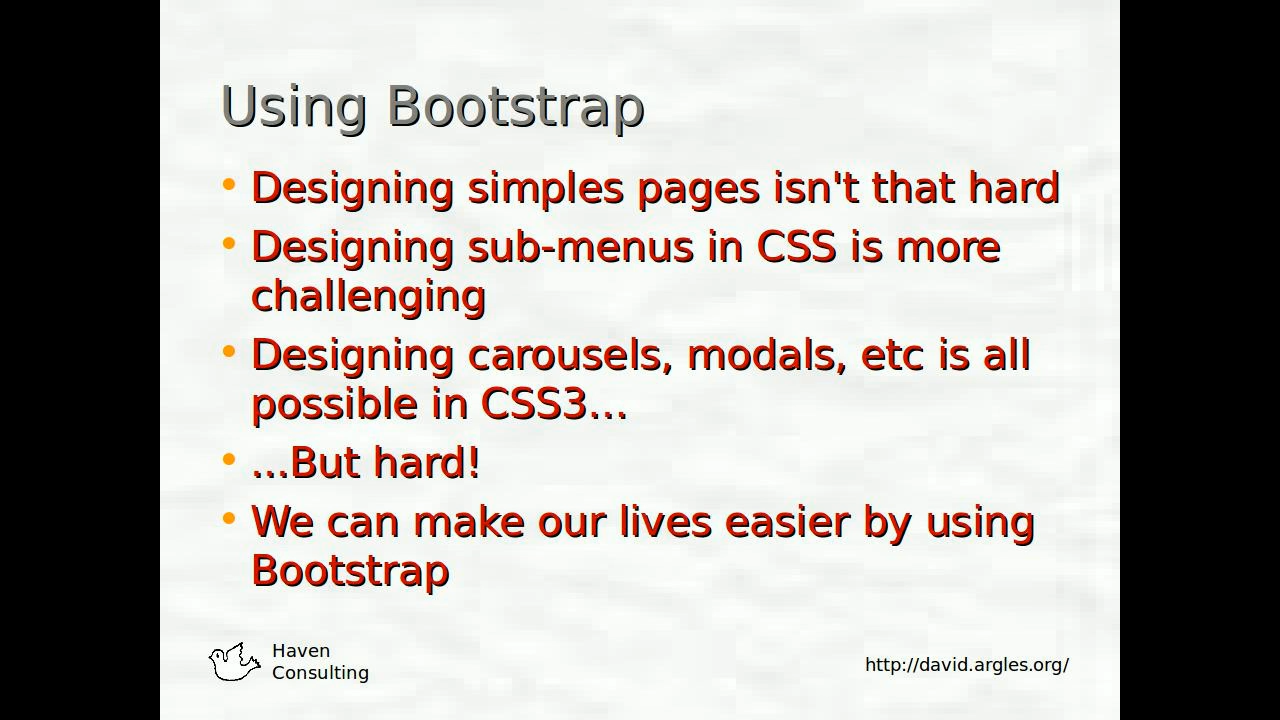 Using Bootstrap
Designing simples pages isn't that hard
Designing sub-menus in CSS is more
challenging
Designing carousels, modals, etc is all
possible in CSS3...
...But hard!
We can make our lives easier by using
Bootstrap
Haven
Consulting
http://david.argles.org/